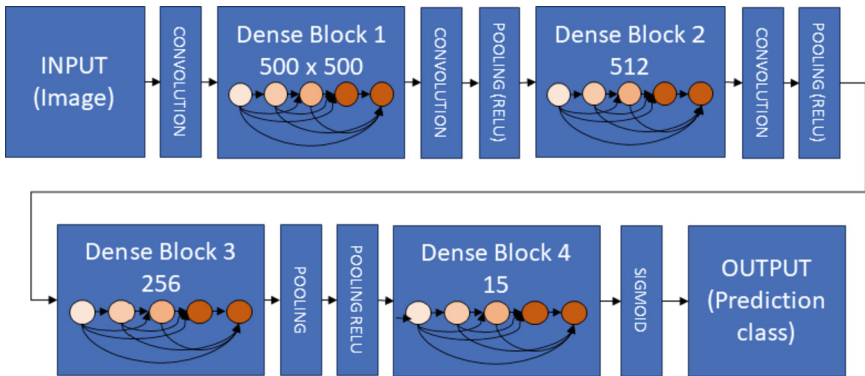 INPUT
(Image)
CONVOLUTION
Dense Block 1
500 x 500
CONVOLUTION
POOLING (RELU)
Dense Block 2
512
CONVOLUTION
POOLING (RELU)
Dense Block 3
256
POOLING
POOLING RELU
Dense Block 4
15
SIGMOID
OUTPUT
(Prediction
class)